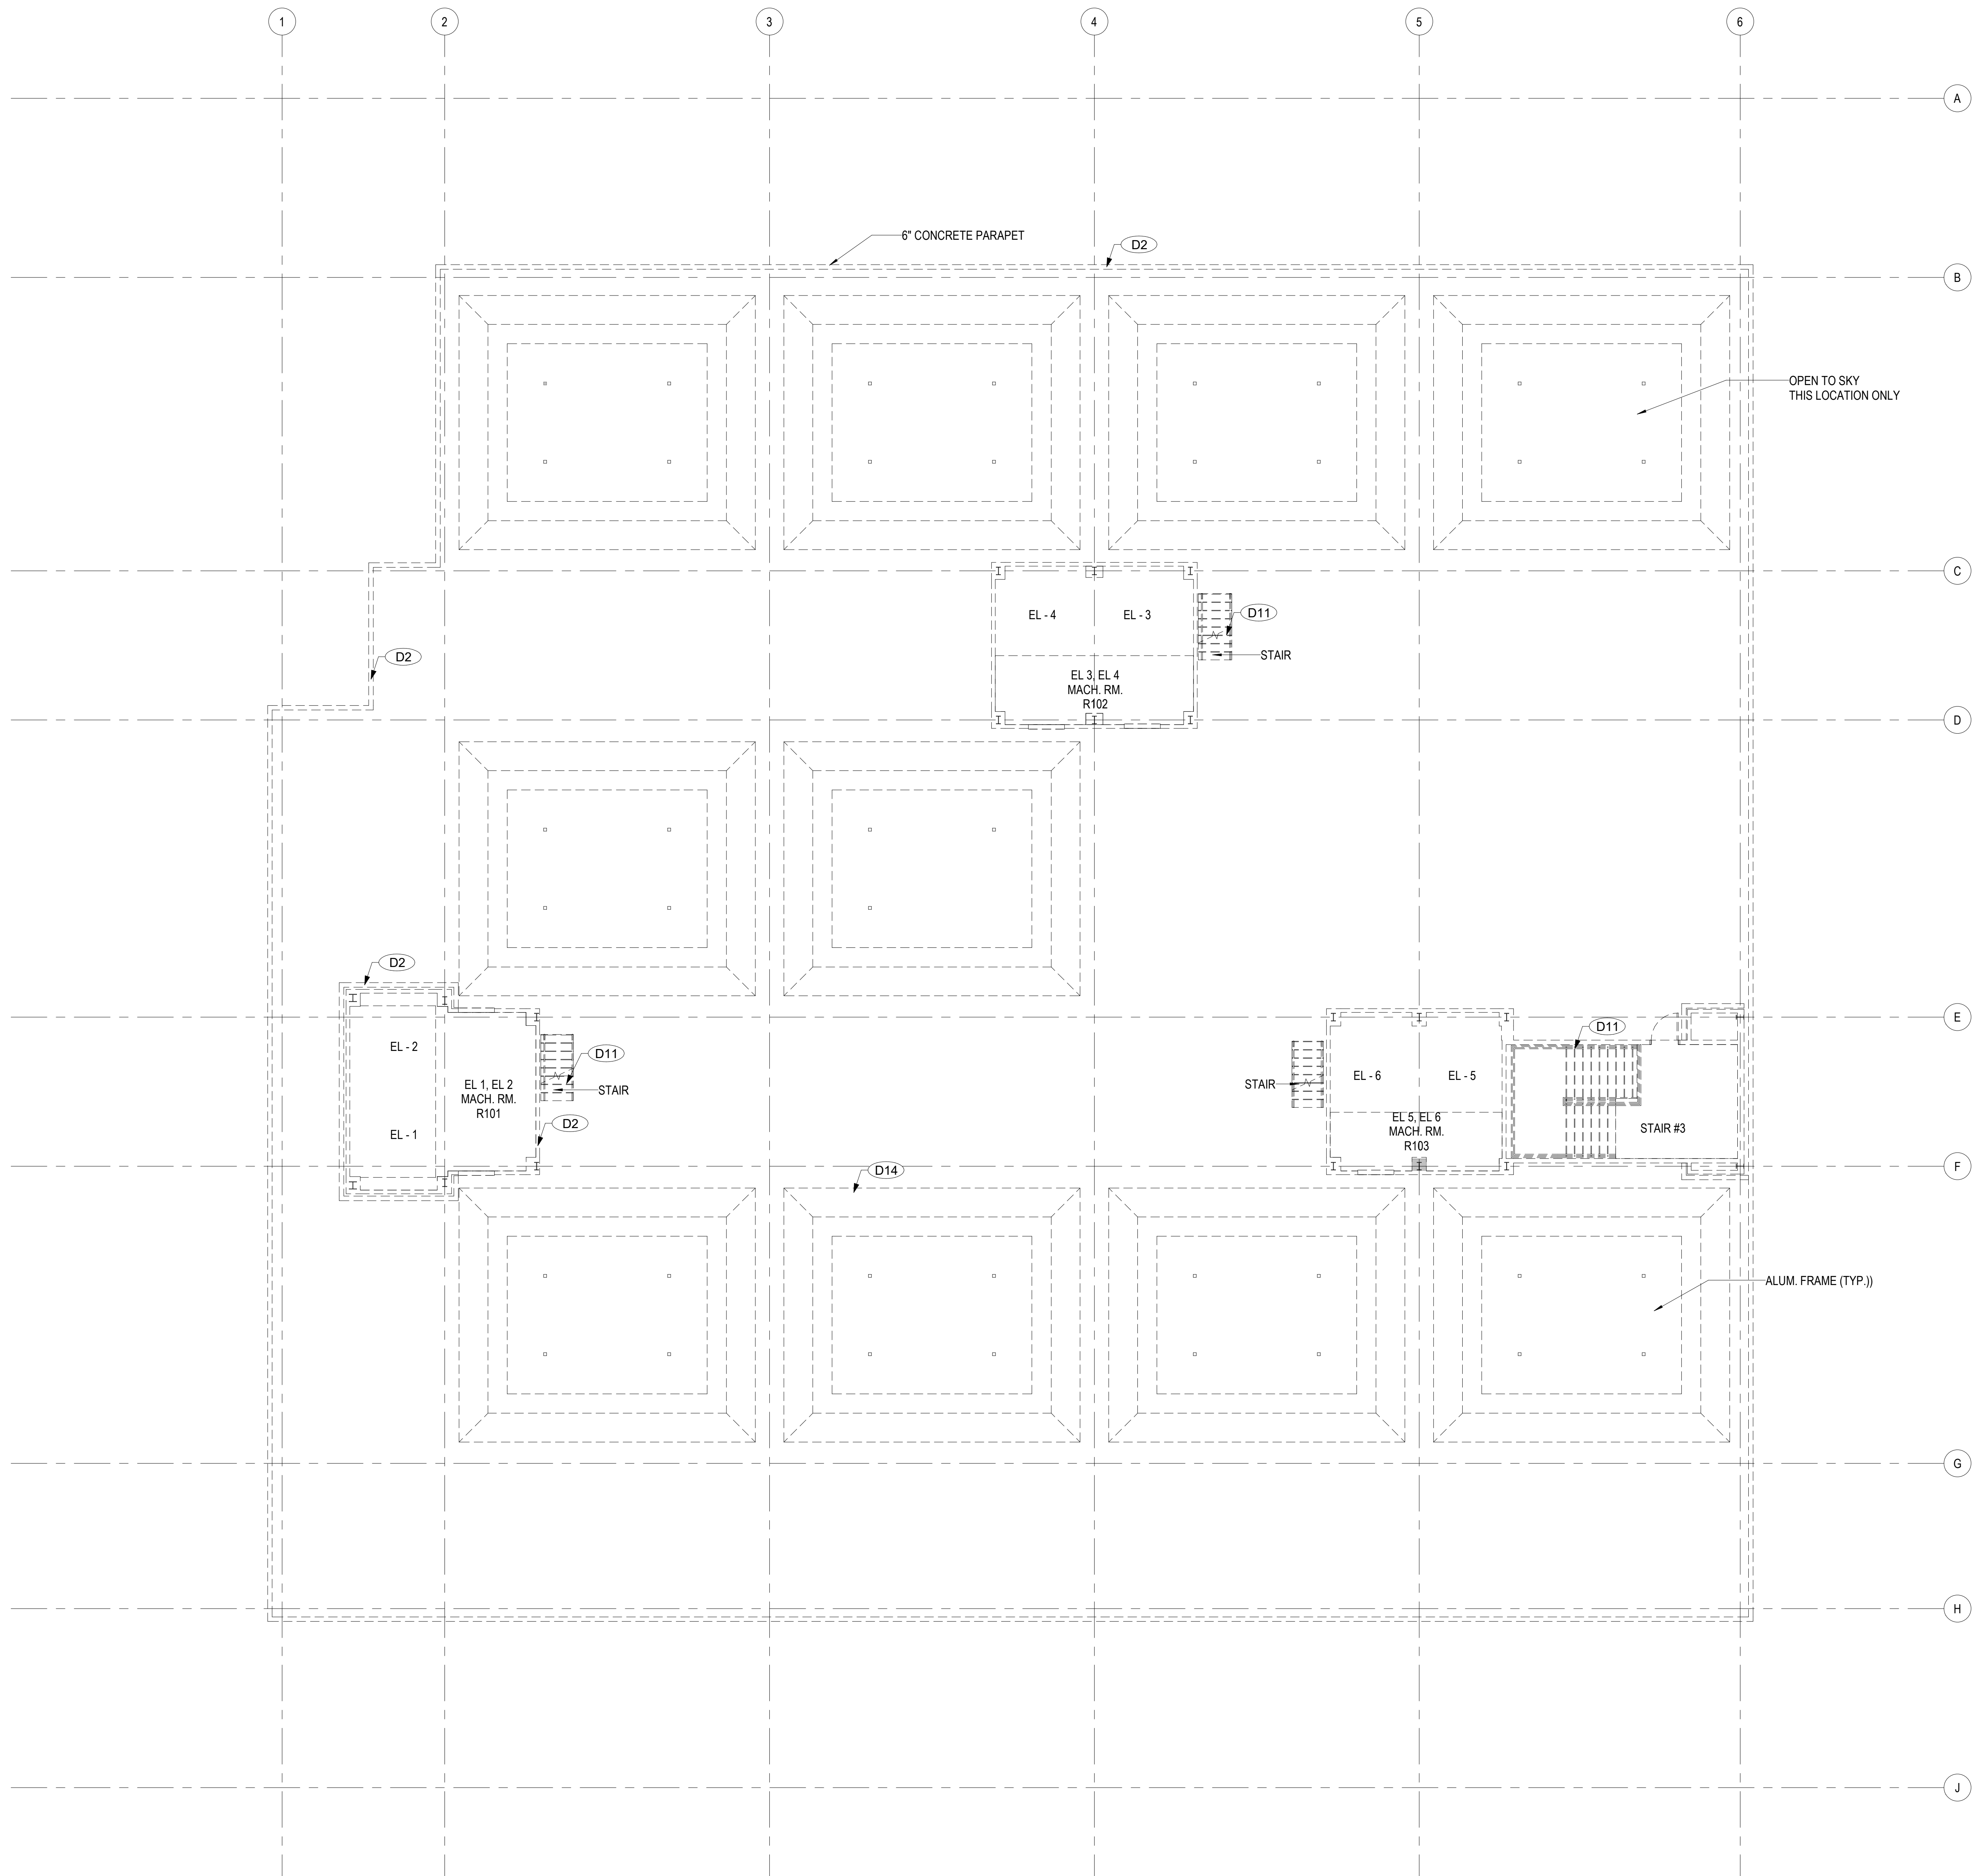 1
2
3
4
5
6
A
6" CONCRETE PARAPET
D2
B
OPEN TO SKY
THIS LOCATION ONLY
C
EL - 4
EL - 3
D11
STAIR
D2
EL 3, EL 4
MACH. RM.
R102
D
D2
E
EL - 2
EL 1, EL 2
MACH. RM.
R101
D11
STAIR
EL - 1
D2
STAIR
EL - 6
EL - 5
D11
EL 5, EL 6
MACH. RM.
R103
STAIR #3
D14
F
ALUM. FRAME (TYP.))
G
H
J